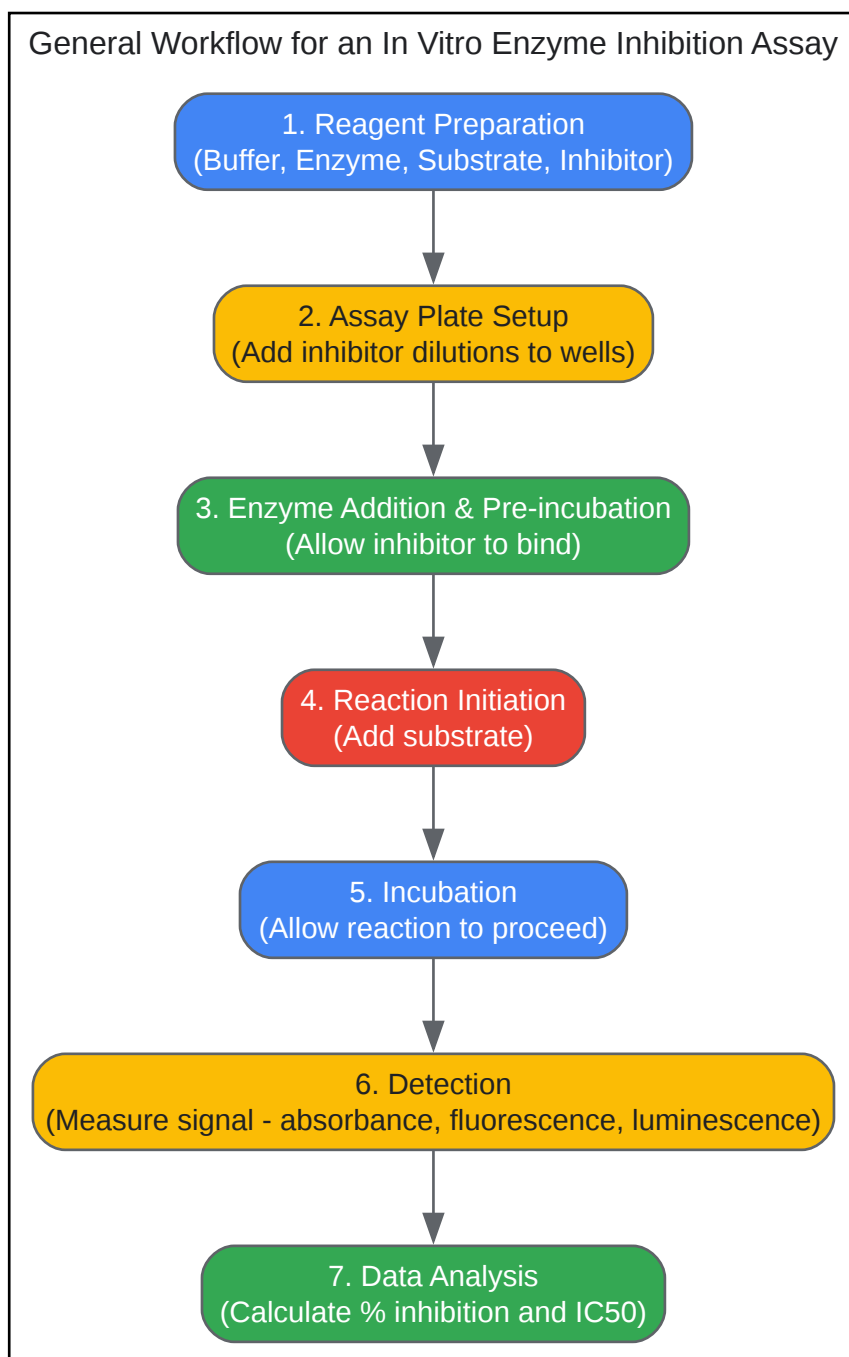 General Workflow for an In Vitro Enzyme Inhibition Assay
1. Reagent Preparation
(Buffer, Enzyme, Substrate, Inhibitor)
2. Assay Plate Setup
(Add inhibitor dilutions to wells)
3. Enzyme Addition & Pre-incubation
(Allow inhibitor to bind)
4. Reaction Initiation
(Add substrate)
5. Incubation
(Allow reaction to proceed)
6. Detection
(Measure signal - absorbance, fluorescence, luminescence)
7. Data Analysis
(Calculate % inhibition and IC50)